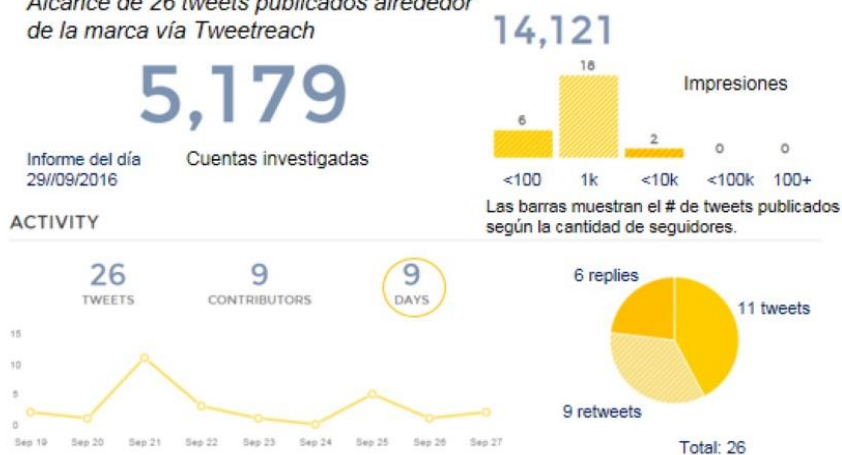 Alcance de 26 tweets publicados alrededor
de la marca vía Tweetreach
5,179
Informe del día
29//09/2016
Cuentas investigadas
14,121
Impresiones
6
18
2
0
0
<100
1k
<10k
<100k
100+
Las barras muestran el # de tweets publicados
según la cantidad de seguidores.
ACTIVITY
26
TWEETS
9
CONTRIBUTORS
9
DAYS
15
10
5
0
Sep 19
Sep 20
Sep 21
Sep 22
Sep 23
Sep 24
Sep 25
Sep 26
Sep 27
6 replies
11 tweets
9 retweets
Total: 26